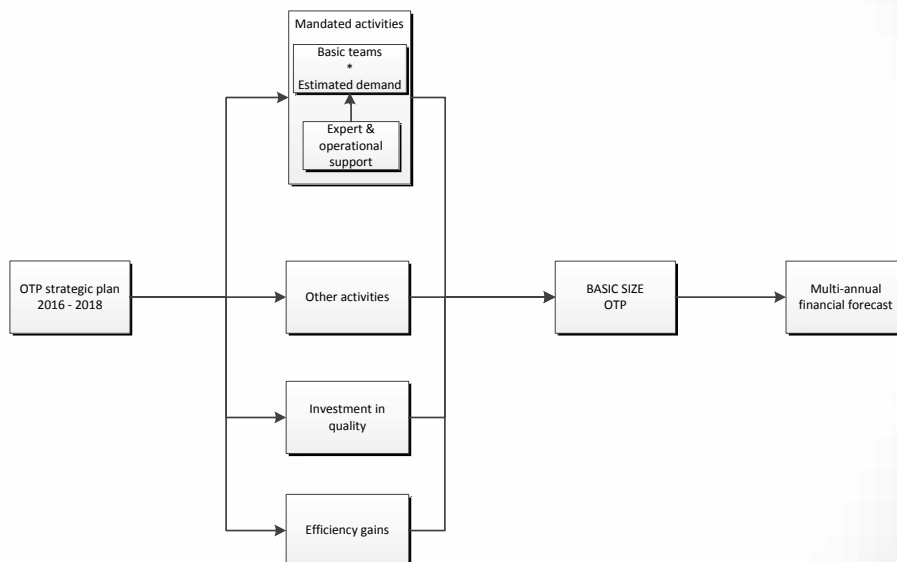 Mandated activities
Basic teams
*
Estimated demand
Expert &
operational
support
OTP strategic plan
2016 - 2018
Other activities
BASIC SIZE
OTP
Multi-annual
financial forecast
Investment in
quality
Efficiency gains